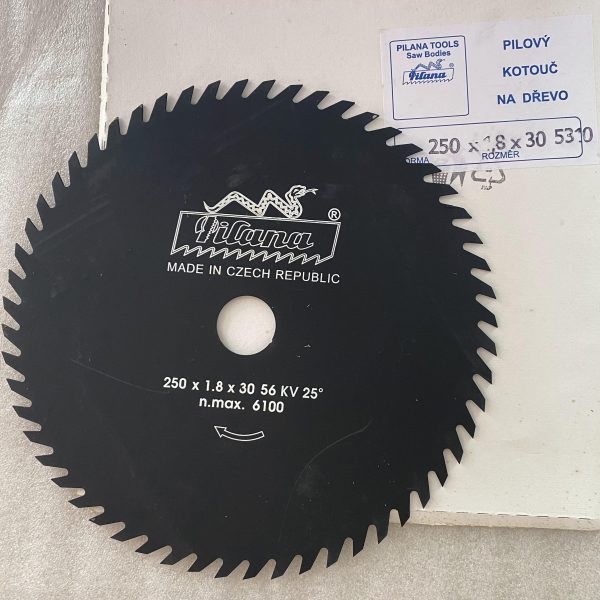 PILANA TOOLS
Saw Bodies
Pilana
PILOVÝ
KOTOUČ
NA DŘEVO
250 x 1,8 x 30 5310
FORMA
ROZMĚR
Pilana
®
MADE IN CZECH REPUBLIC
250 x 1.8 x 30 56 KV 25°
n.max. 6100